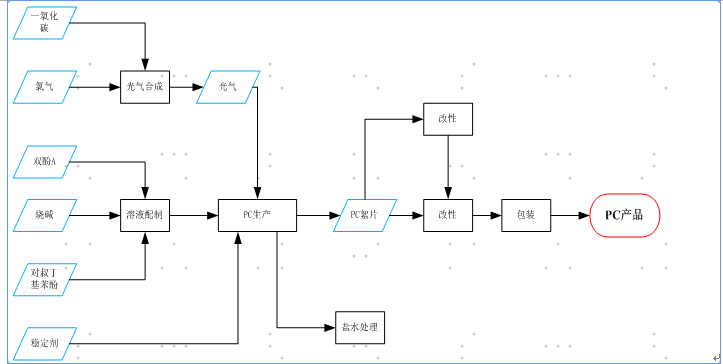 一氧化
碳
氯气
光气合成
光气
改性
双酚A
烧碱
溶液配制
PC生产
PC絮片
改性
包装
PC产品
对叔丁
基苯酚
稳定剂
盐水处理